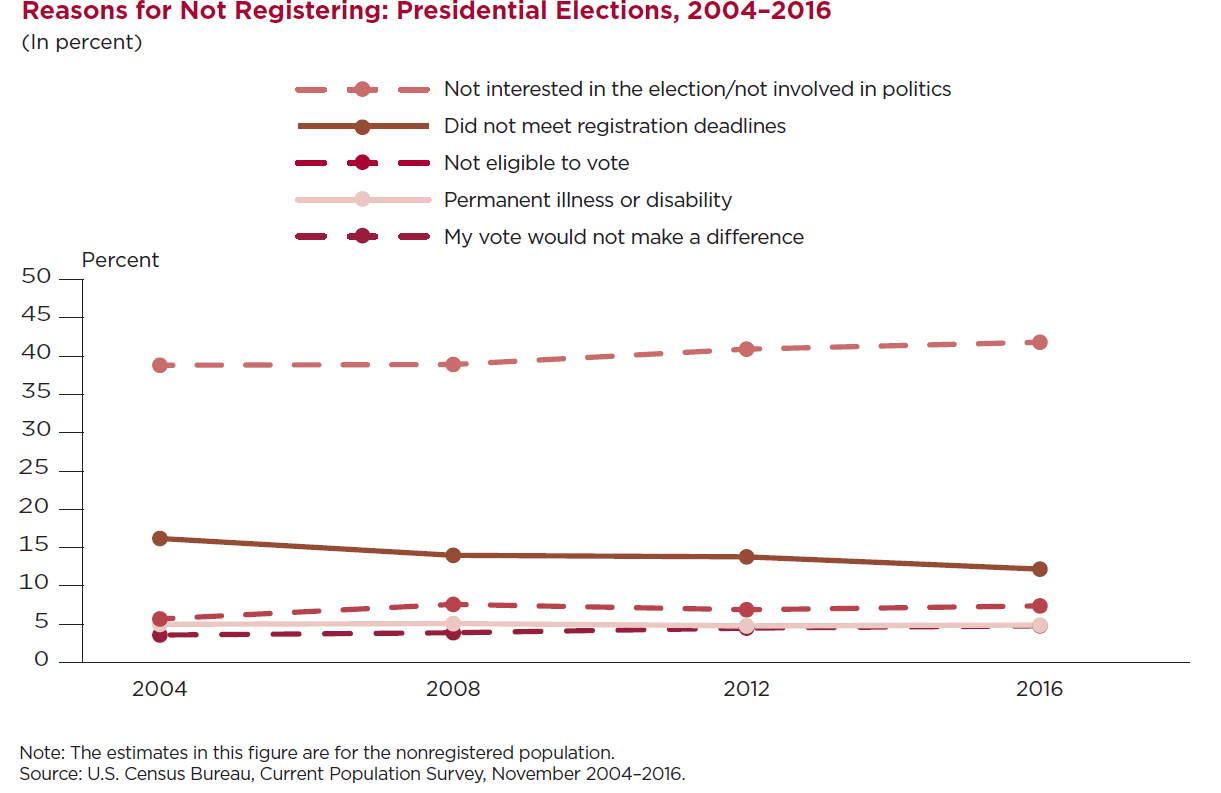 Reasons for Not Registering: Presidential Elections, 2004–2016
(In percent)
Not interested in the election/not involved in politics
Did not meet registration deadlines
Not eligible to vote
Permanent illness or disability
My vote would not make a difference
Percent
50
45
40
35
30
25
20
15
10
5
0
2004 2008 2012 2016
Note: The estimates in this figure are for the nonregistered population.
Source: U.S. Census Bureau, Current Population Survey, November 2004–2016.